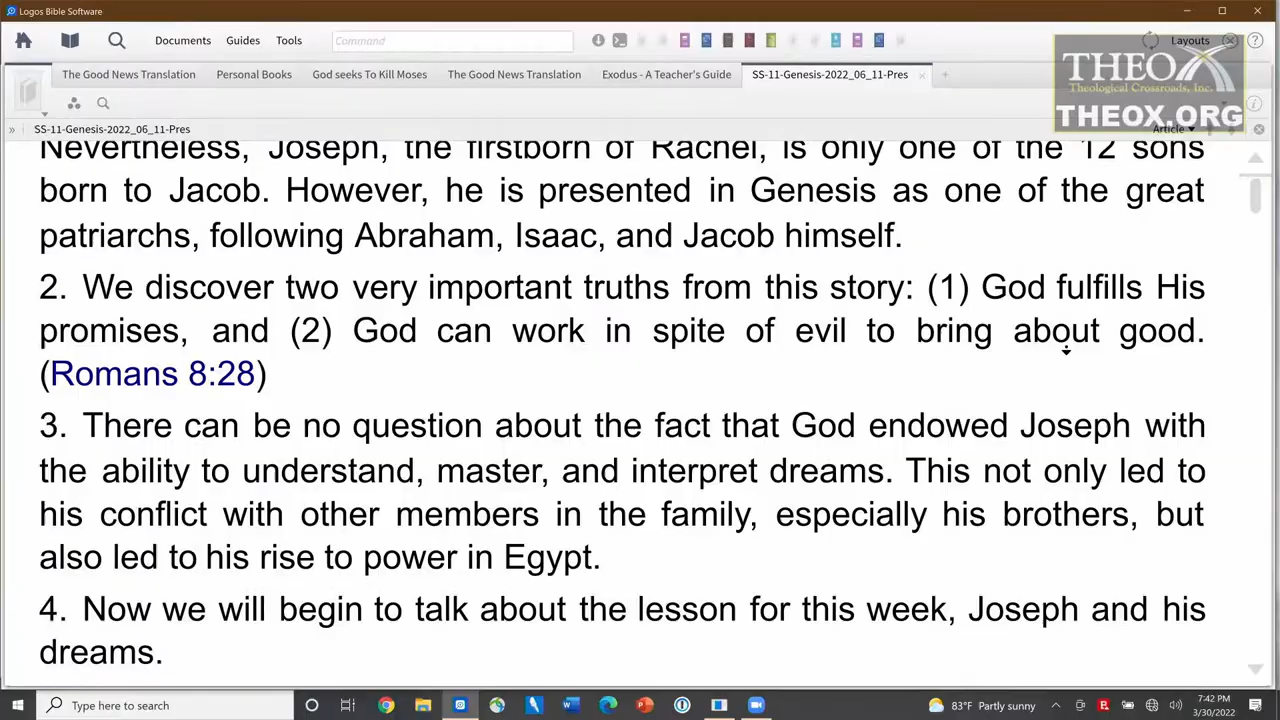 Logos Bible Software
Documents Guides Tools Command Layouts
The Good News Translation Personal Books God seeks To Kill Moses The Good News Translation Exodus - A Teacher's Guide SS-11-Genesis-2022_06_11-Pres
THEOX
Theological Crossroads, Inc.
THEOX.ORG
SS-11-Genesis-2022_06_11-Pres Article
Nevertheless, Joseph, the firstborn of Rachel, is only one of the 12 sons
born to Jacob. However, he is presented in Genesis as one of the great
patriarchs, following Abraham, Isaac, and Jacob himself.
2. We discover two very important truths from this story: (1) God fulfills His
promises, and (2) God can work in spite of evil to bring about good.
(Romans 8:28)
3. There can be no question about the fact that God endowed Joseph with
the ability to understand, master, and interpret dreams. This not only led to
his conflict with other members in the family, especially his brothers, but
also led to his rise to power in Egypt.
4. Now we will begin to talk about the lesson for this week, Joseph and his
dreams.
Type here to search 83°F Partly sunny 7:42 PM
3/30/2022